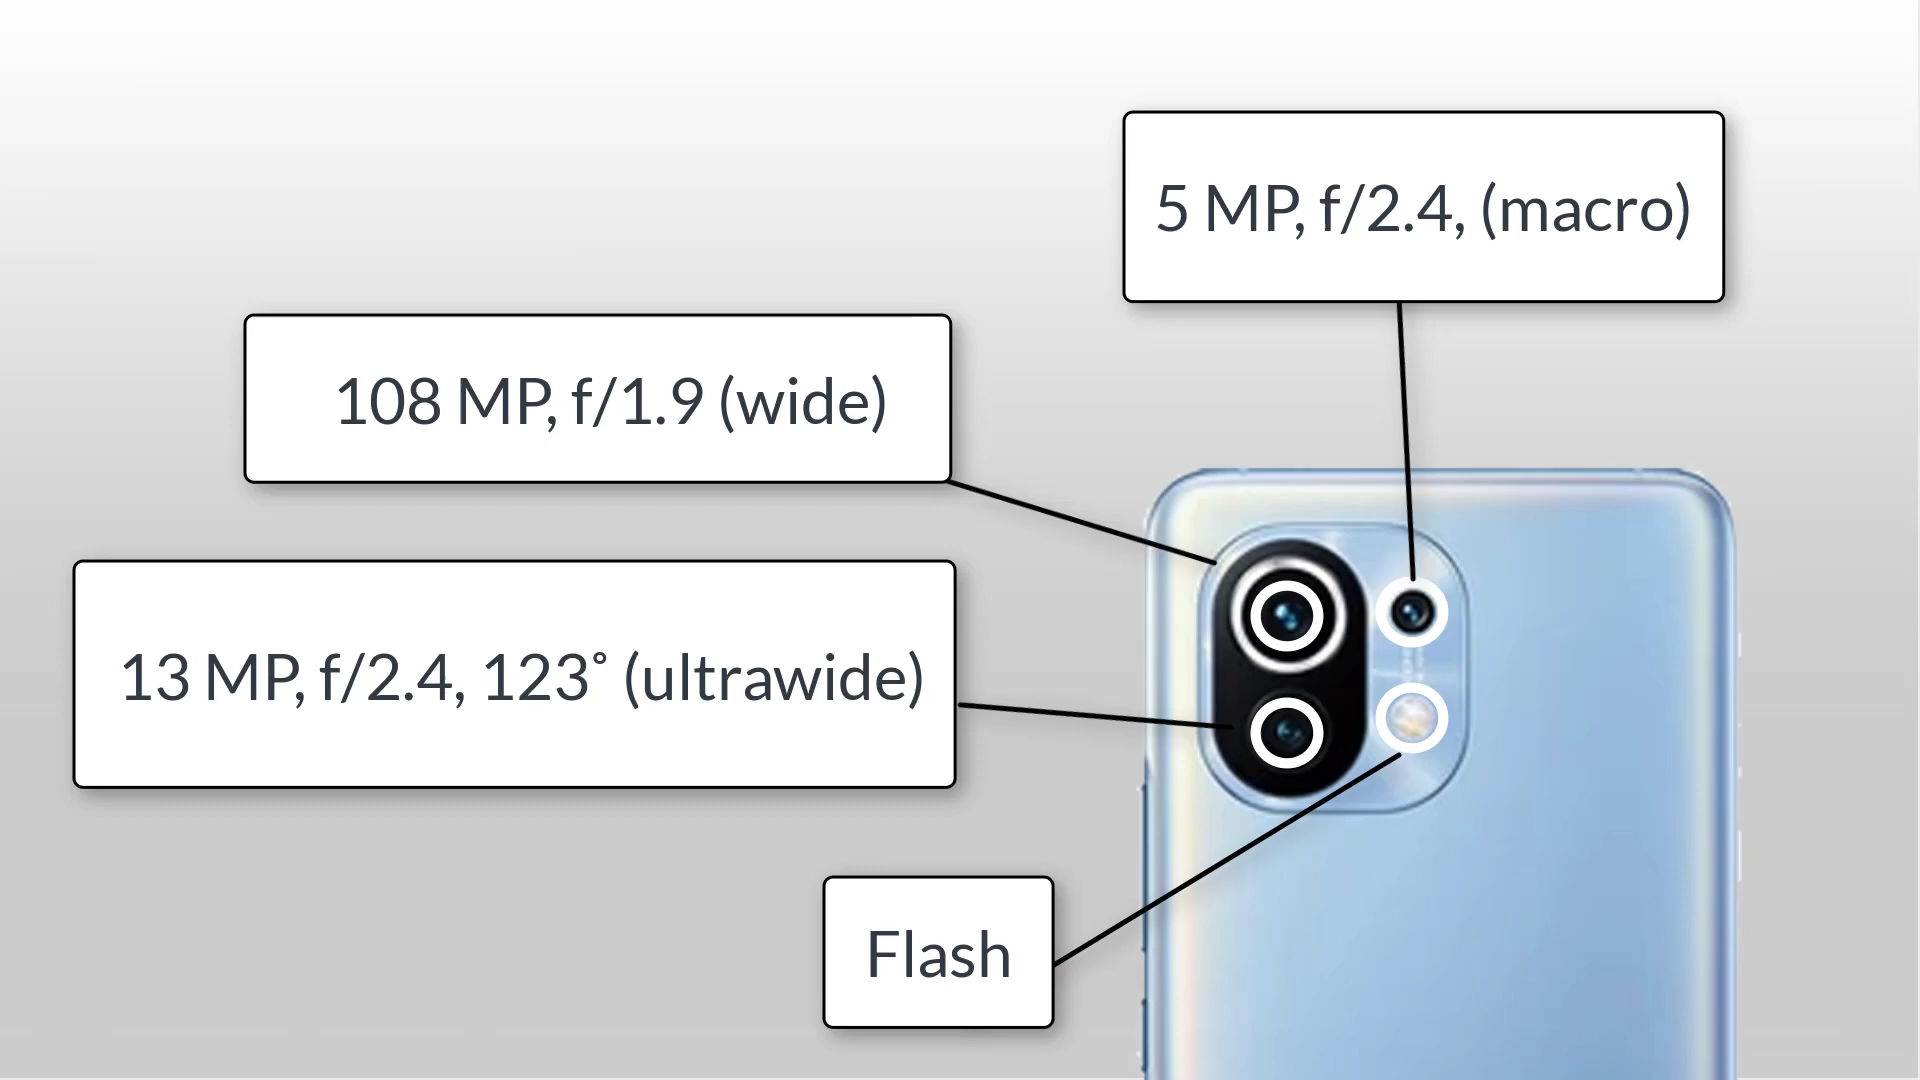 5 MP, f/2.4, (macro)
108 MP, f/1.9 (wide)
13 MP, f/2.4, 123˚ (ultrawide)
Flash